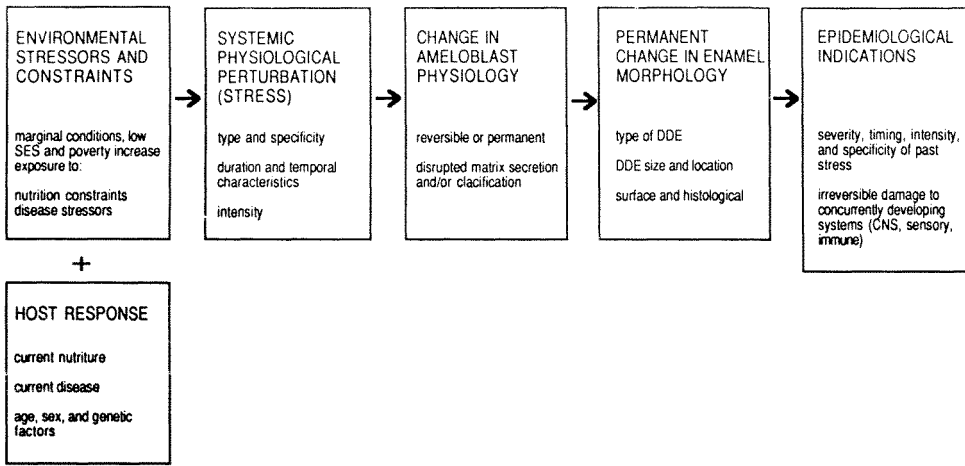 ENVIRONMENTAL
STRESSORS AND
CONSTRAINTS
marginal conditions, low
SES and poverty increase
exposure to:
nutrition constraints
disease stressors
+
HOST RESPONSE
current nutriture
current disease
age, sex, and genetic
factors
SYSTEMIC
PHYSIOLOGICAL
PERTURBATION
(STRESS)
type and specificity
duration and temporal
characteristics
intensity
CHANGE IN
AMELOBLAST
PHYSIOLOGY
reversible or permanent
disrupted matrix secretion
and/or clacification
PERMANENT
CHANGE IN ENAMEL
MORPHOLOGY
type of DDE
DDE size and location
surface and histological
EPIDEMIOLOGICAL
INDICATIONS
severity, timing, intensity,
and specificity of past
stress
irreversible damage to
concurrently developing
systems (CNS, sensory,
immune)